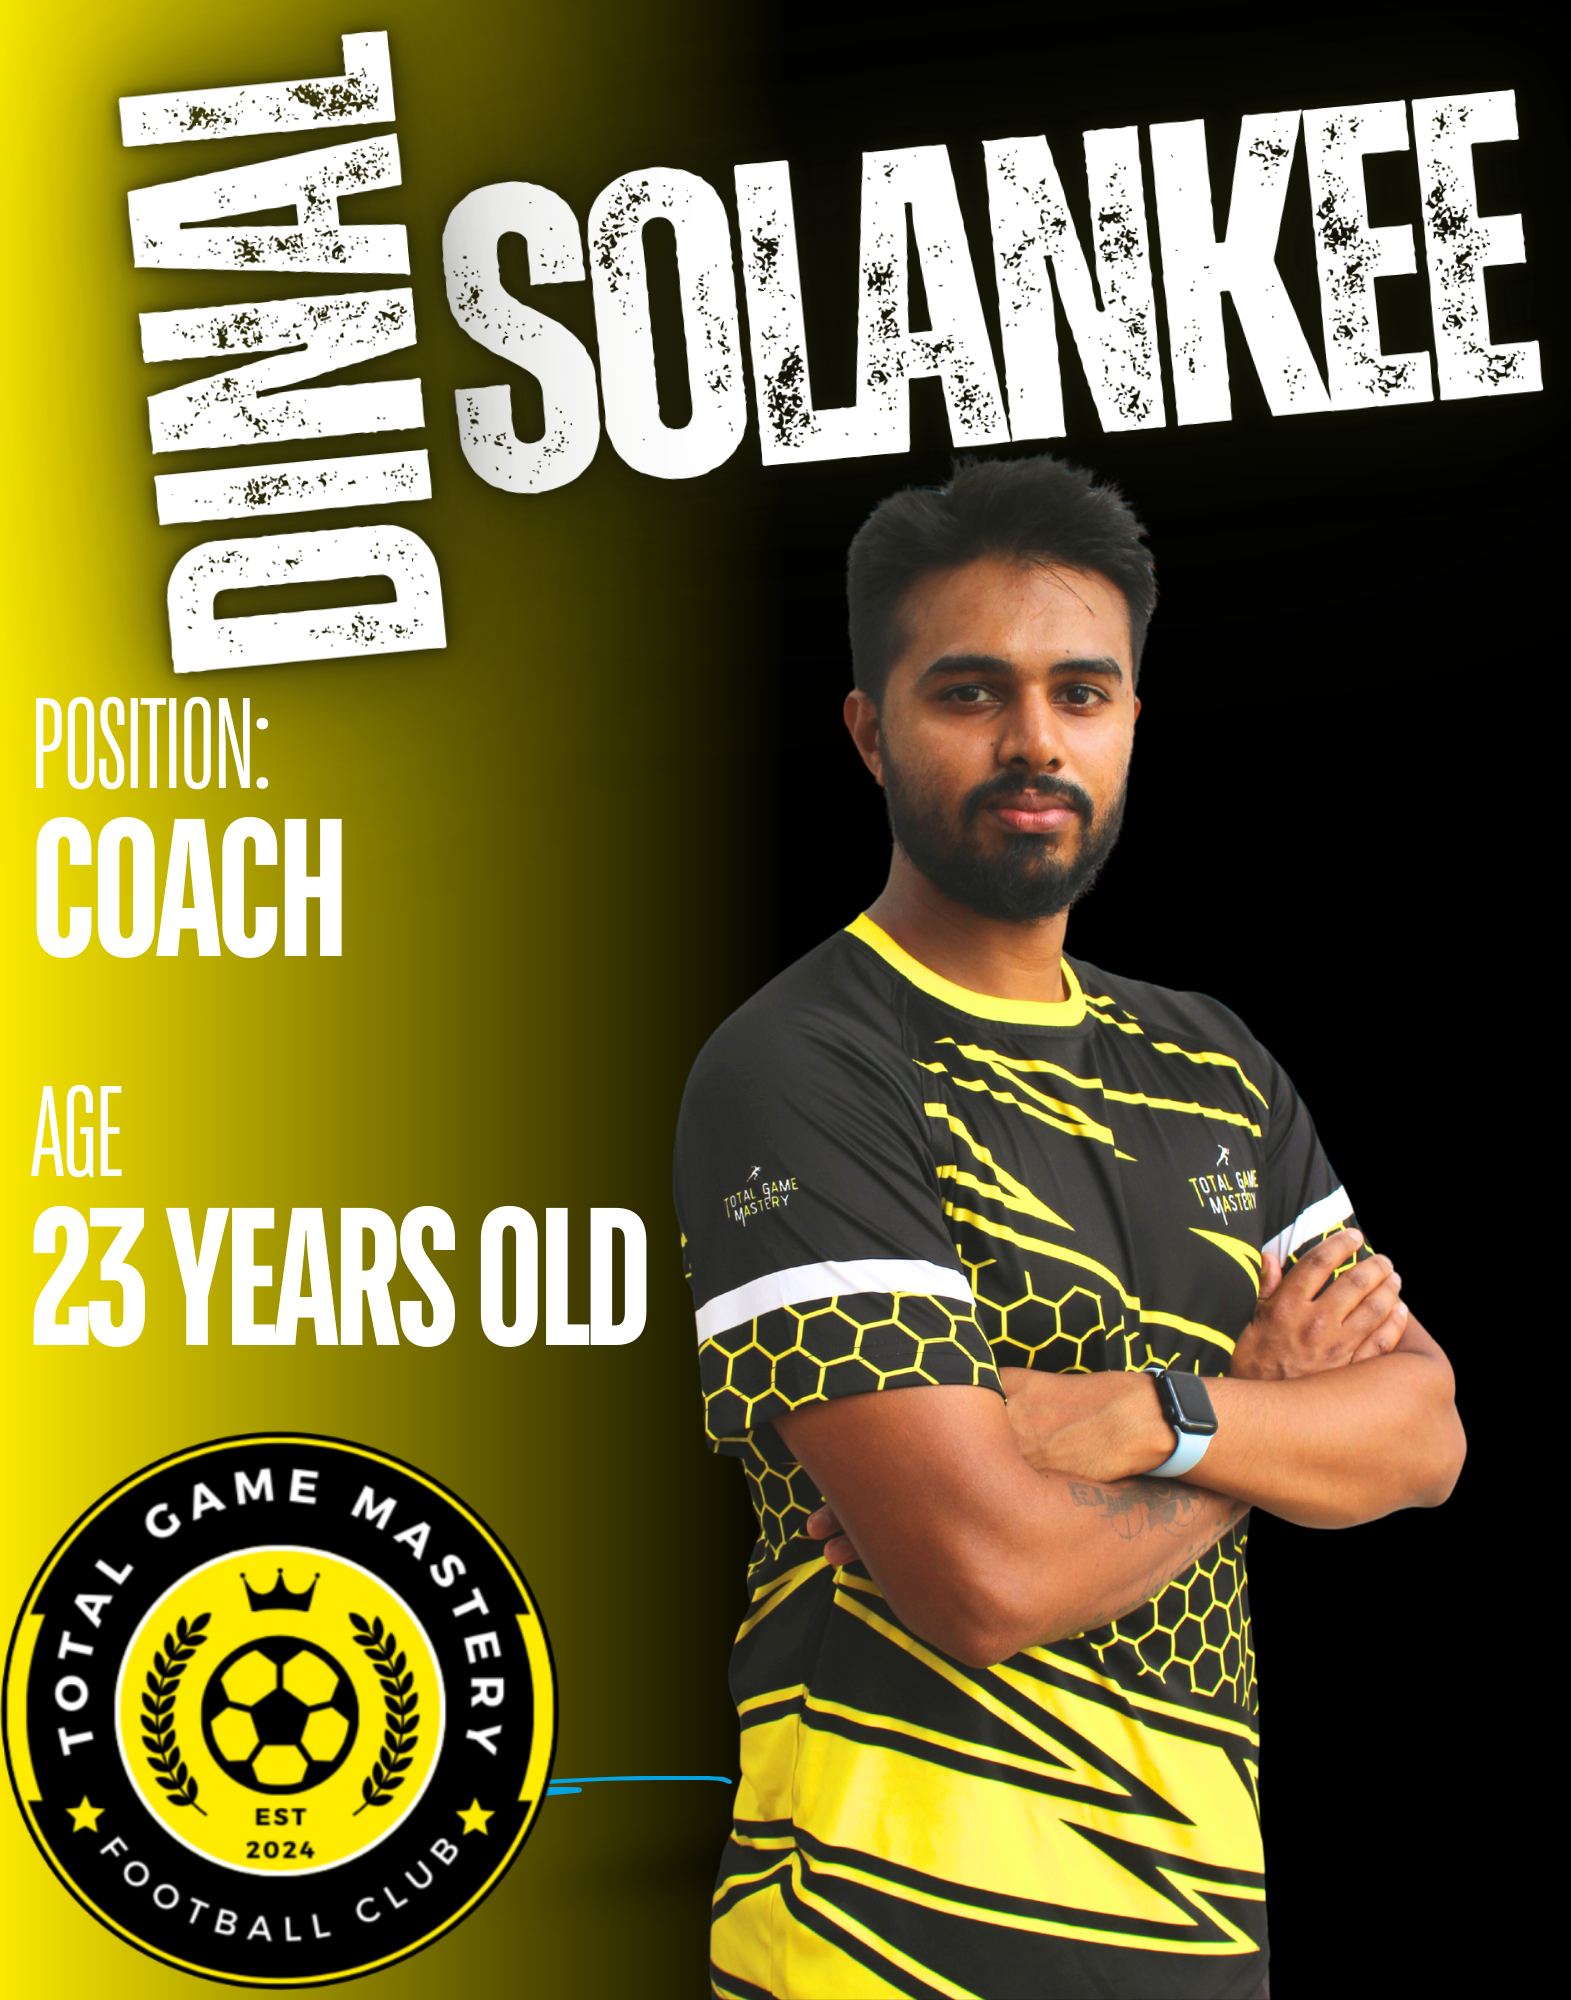 DINAL
SOLANKEE
POSITION:
COACH
AGE
23 YEARS OLD
TOTAL GAME
MASTERY
TOTAL GAME
MASTERY
TOTAL GAME MASTERY
EST
2024
FOOTBALL CLUB